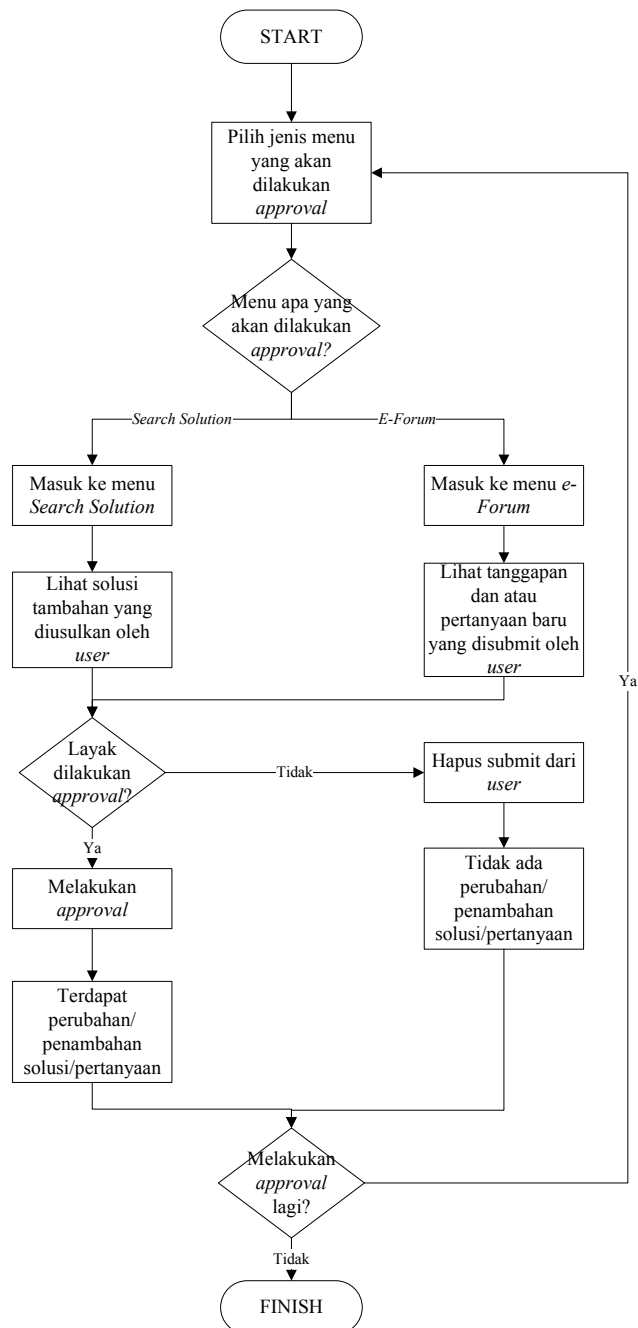 START
Pilih jenis menu
yang akan
dilakukan
approval
Menu apa yang
akan dilakukan
approval?
Search Solution
E-Forum
Masuk ke menu
Search Solution
Masuk ke menu e-
Forum
Lihat solusi
tambahan yang
diusulkan oleh
user
Lihat tanggapan
dan atau
pertanyaan baru
yang disubmit oleh
user
Ya
Layak
dilakukan
approval?
Tidak
Hapus submit dari
user
Ya
Melakukan
approval
Tidak ada
perubahan/
penambahan
solusi/pertanyaan
Terdapat
perubahan/
penambahan
solusi/pertanyaan
Melakukan
approval
lagi?
Tidak
FINISH